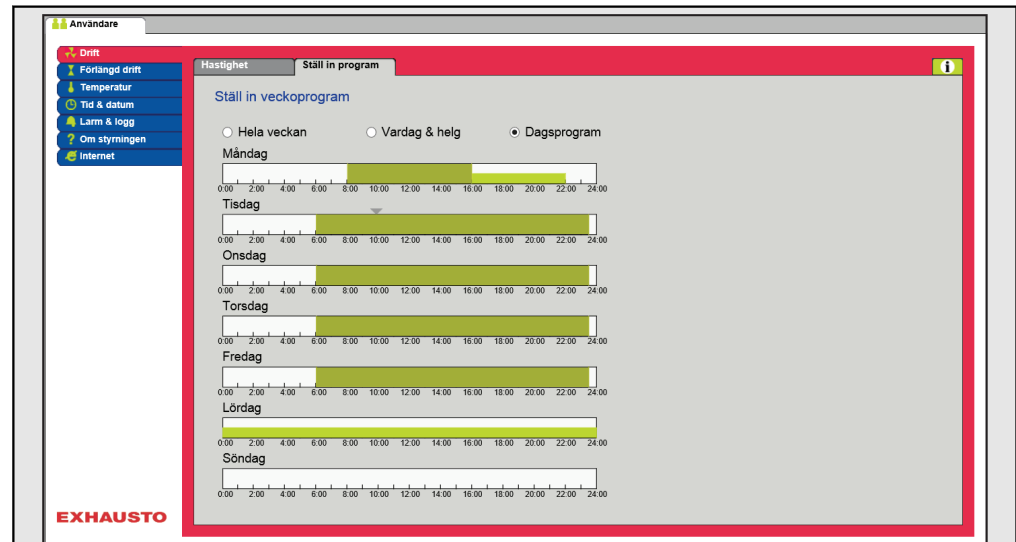 Användare
Drift
Förlängd drift
Temperatur
Tid & datum
Larm & logg
? Om styrningen
Internet
EXHAUSTO
Hastighet Ställ in program
i
Ställ in veckoprogram
Hela veckan Vardag & helg Dagsprogram
Måndag
0:00 2:00 4:00 6:00 8:00 10:00 12:00 14:00 16:00 18:00 20:00 22:00 24:00
Tisdag
0:00 2:00 4:00 6:00 8:00 10:00 12:00 14:00 16:00 18:00 20:00 22:00 24:00
Onsdag
0:00 2:00 4:00 6:00 8:00 10:00 12:00 14:00 16:00 18:00 20:00 22:00 24:00
Torsdag
0:00 2:00 4:00 6:00 8:00 10:00 12:00 14:00 16:00 18:00 20:00 22:00 24:00
Fredag
0:00 2:00 4:00 6:00 8:00 10:00 12:00 14:00 16:00 18:00 20:00 22:00 24:00
Lördag
0:00 2:00 4:00 6:00 8:00 10:00 12:00 14:00 16:00 18:00 20:00 22:00 24:00
Söndag
0:00 2:00 4:00 6:00 8:00 10:00 12:00 14:00 16:00 18:00 20:00 22:00 24:00